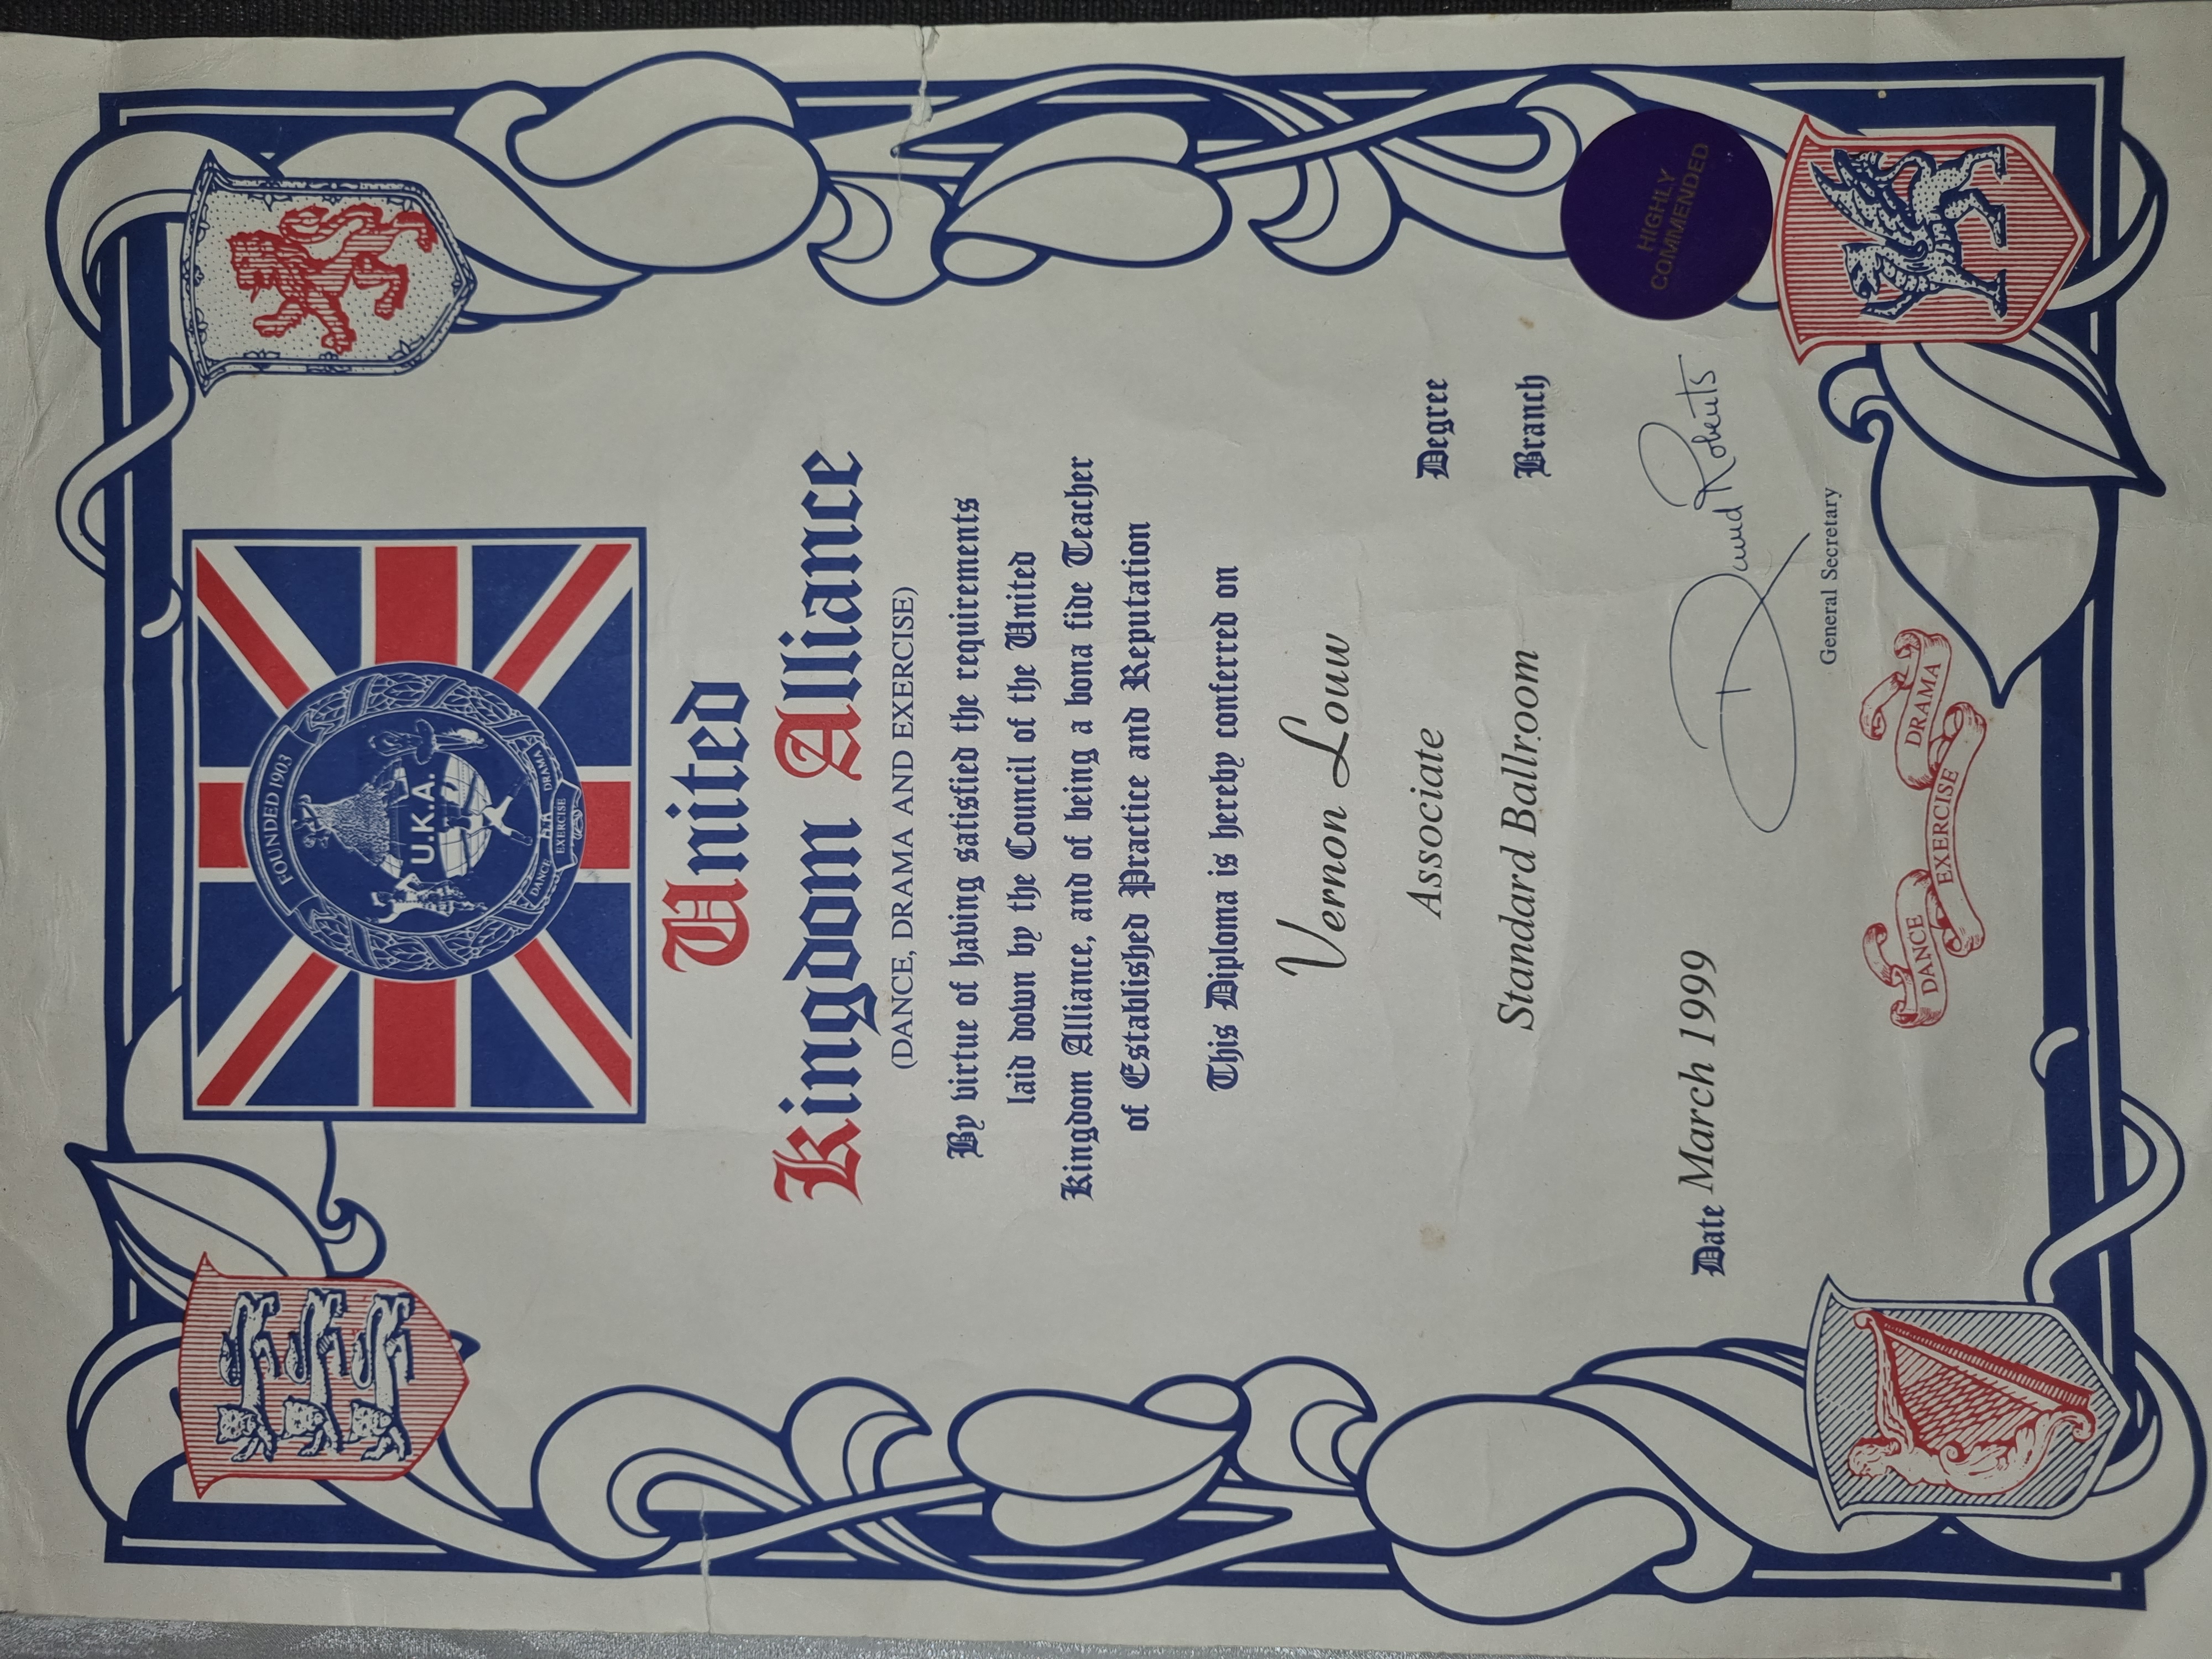 FOUNDED 1903
U.K.A.
DANCE
DRAMA
EXERCISE
United
Kingdom Alliance
(DANCE, DRAMA AND EXERCISE)
By virtue of having satisfied the requirements
laid down by the Council of the United
Kingdom Alliance, and of being a bona fide Teacher
of Established Practice and Reputation
This Diploma is hereby conferred on
Vernon Louw
Associate Degree
Standard Ballroom Branch
HIGHLY
COMMENDED
Date March 1999
David Roberts
General Secretary
DANCE
DRAMA
EXERCISE